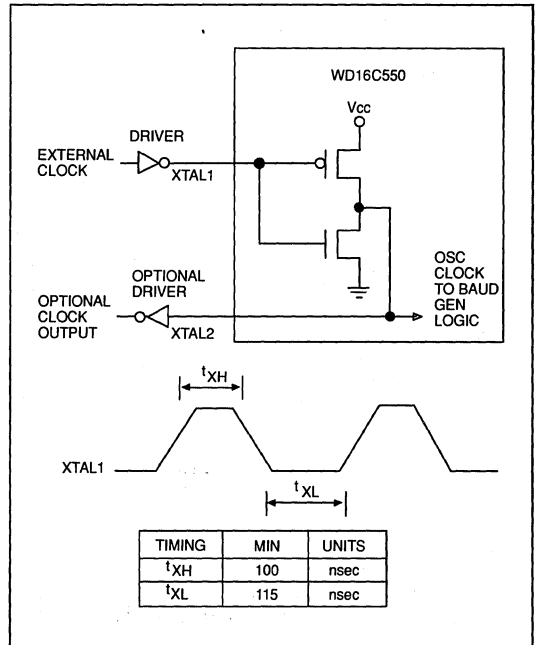 WD16C550
Vcc
DRIVER
EXTERNAL
CLOCK
XTAL1
OSC
CLOCK
TO BAUD
GEN
LOGIC
OPTIONAL
DRIVER
OPTIONAL
CLOCK
OUTPUT
XTAL2
tXH
XTAL1
tXL
TIMING MIN UNITS
tXH 100 nsec
tXL 115 nsec